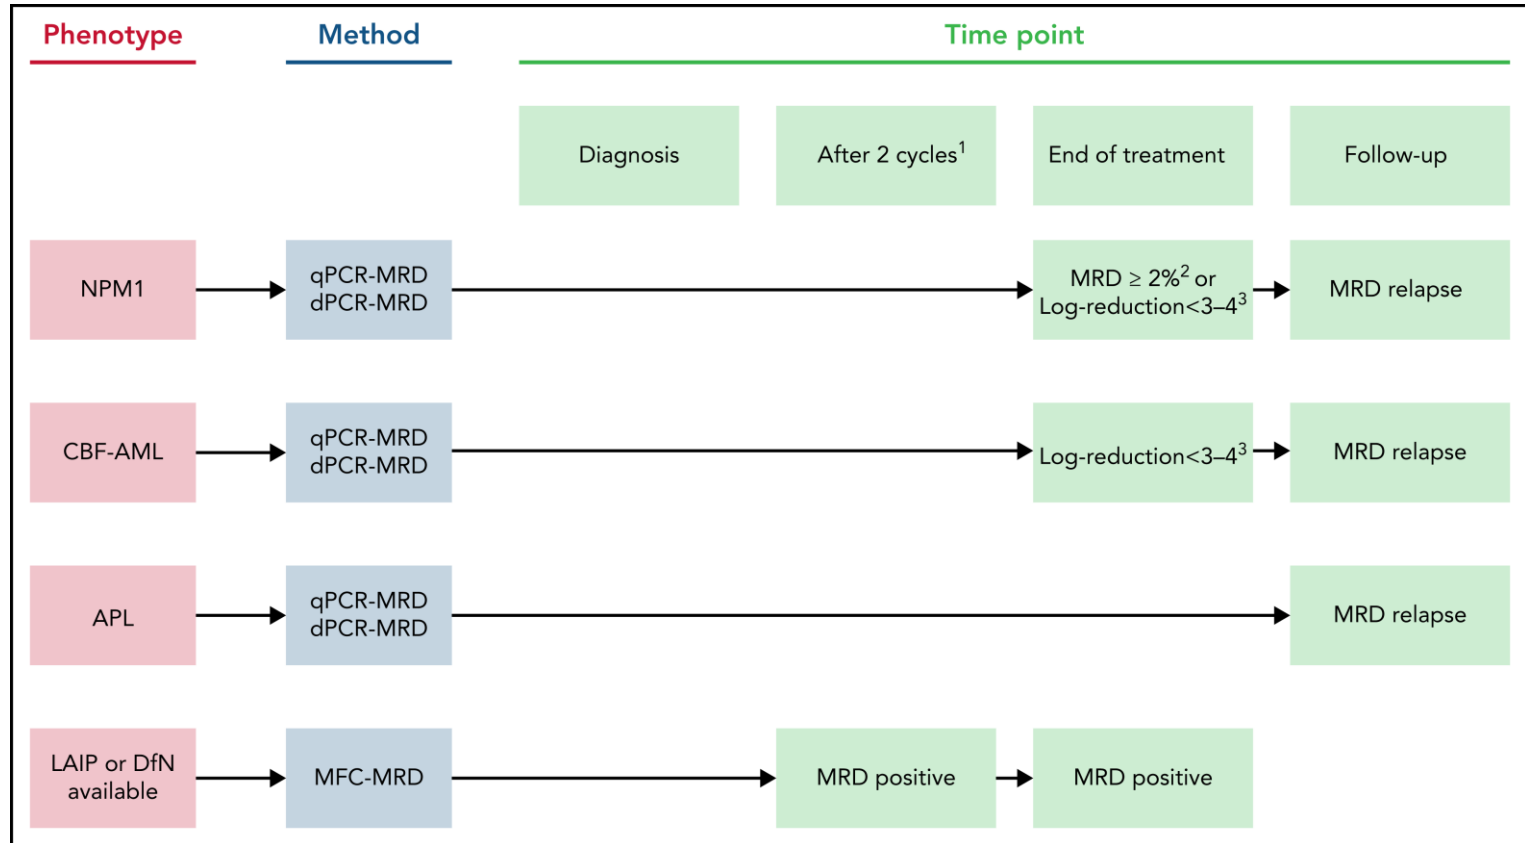 Phenotype
Method
Time point
Diagnosis
After 2 cycles¹
End of treatment
Follow-up
NPM1
qPCR-MRD
dPCR-MRD
MRD ≥ 2%² or
Log-reduction<3–4³
MRD relapse
CBF-AML
qPCR-MRD
dPCR-MRD
Log-reduction<3–4³
MRD relapse
APL
qPCR-MRD
dPCR-MRD
MRD relapse
LAIP or DfN
available
MFC-MRD
MRD positive
MRD positive